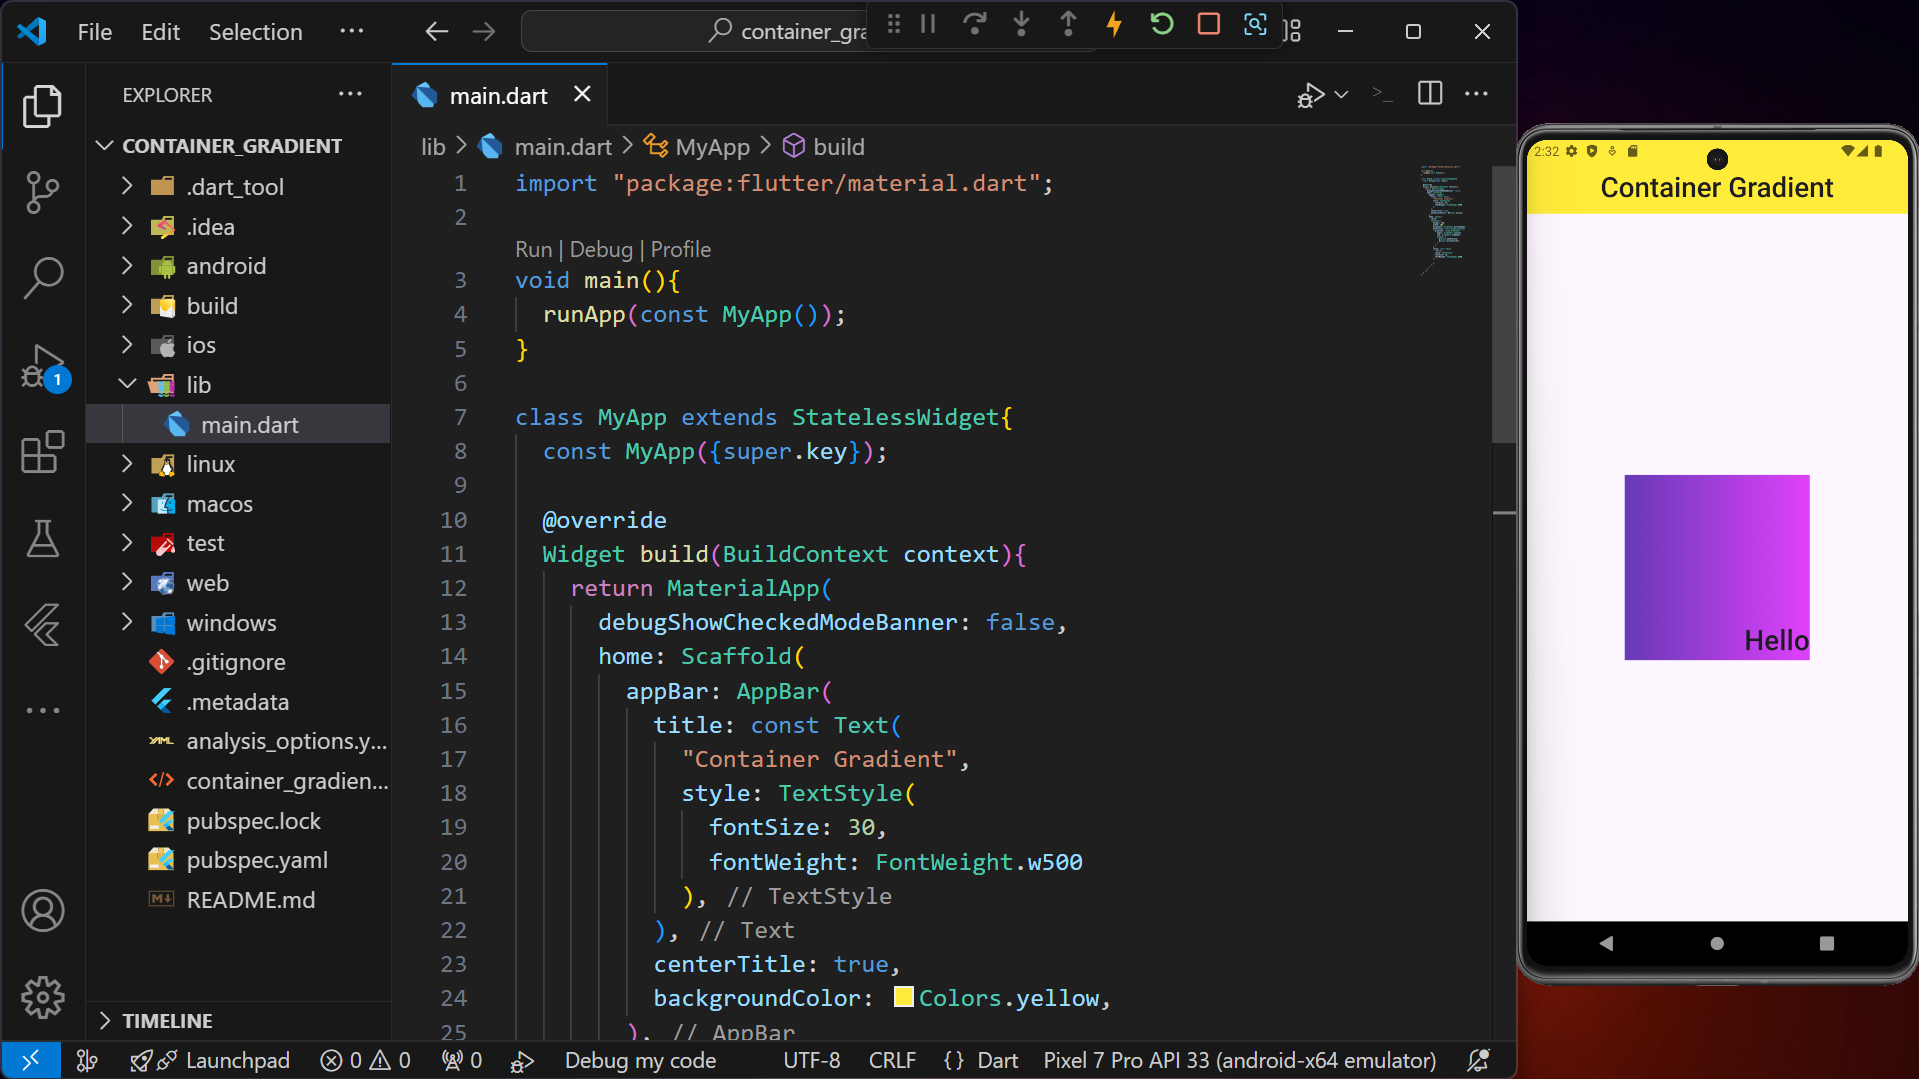 File Edit Selection ···
container_gra
EXPLORER
CONTAINER_GRADIENT
.dart_tool
.idea
android
build
ios
lib
main.dart
linux
macos
test
web
windows
.gitignore
.metadata
analysis_options.y...
container_gradien...
pubspec.lock
pubspec.yaml
README.md
TIMELINE
1
main.dart
lib > main.dart > MyApp > build
1 import "package:flutter/material.dart";
2
Run | Debug | Profile
3 void main(){
4 runApp(const MyApp());
5 }
6
7 class MyApp extends StatelessWidget{
8 const MyApp({super.key});
9
10 @override
11 Widget build(BuildContext context){
12 return MaterialApp(
13 debugShowCheckedModeBanner: false,
14 home: Scaffold(
15 appBar: AppBar(
16 title: const Text(
17 "Container Gradient",
18 style: TextStyle(
19 fontSize: 30,
20 fontWeight: FontWeight.w500
21 ), // TextStyle
22 ), // Text
23 centerTitle: true,
24 backgroundColor: Colors.yellow,
25 ), // AppBar
Launchpad 0 0 0 Debug my code UTF-8 CRLF {} Dart Pixel 7 Pro API 33 (android-x64 emulator)
2:32
Container Gradient
Hello